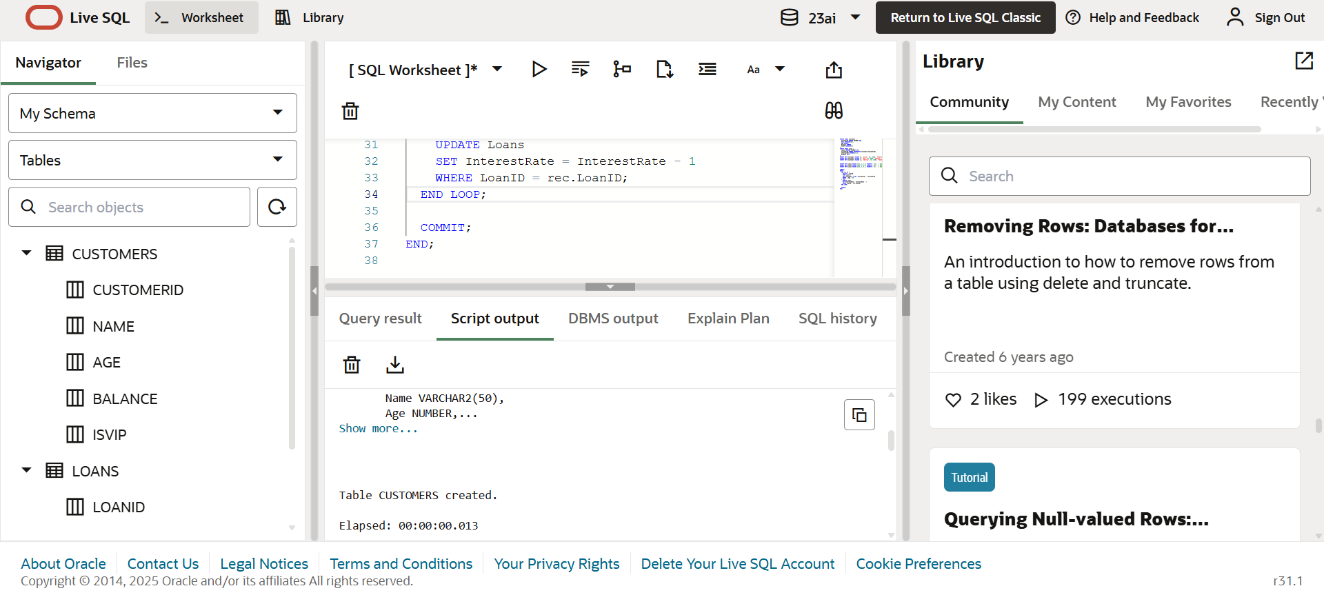 Live SQL
Worksheet
Library
23ai
Return to Live SQL Classic
Help and Feedback
Sign Out
Navigator
Files
My Schema
Tables
Search objects
CUSTOMERS
CUSTOMERID
NAME
AGE
BALANCE
ISVIP
LOANS
LOANID
[ SQL Worksheet ]*
Aa
31 UPDATE Loans
32 SET InterestRate = InterestRate - 1
33 WHERE LoanID = rec.LoanID;
34 END LOOP;
35
36 COMMIT;
37 END;
38
Query result
Script output
DBMS output
Explain Plan
SQL history
Name VARCHAR2(50),
Age NUMBER,...
Show more...
Table CUSTOMERS created.
Elapsed: 00:00:00.013
Library
Community
My Content
My Favorites
Recently
Search
Removing Rows: Databases for...
An introduction to how to remove rows from
a table using delete and truncate.
Created 6 years ago
2 likes
199 executions
Tutorial
Querying Null-valued Rows:...
About Oracle
Contact Us
Legal Notices
Terms and Conditions
Your Privacy Rights
Delete Your Live SQL Account
Cookie Preferences
Copyright © 2014, 2025 Oracle and/or its affiliates All rights reserved.
r31.1